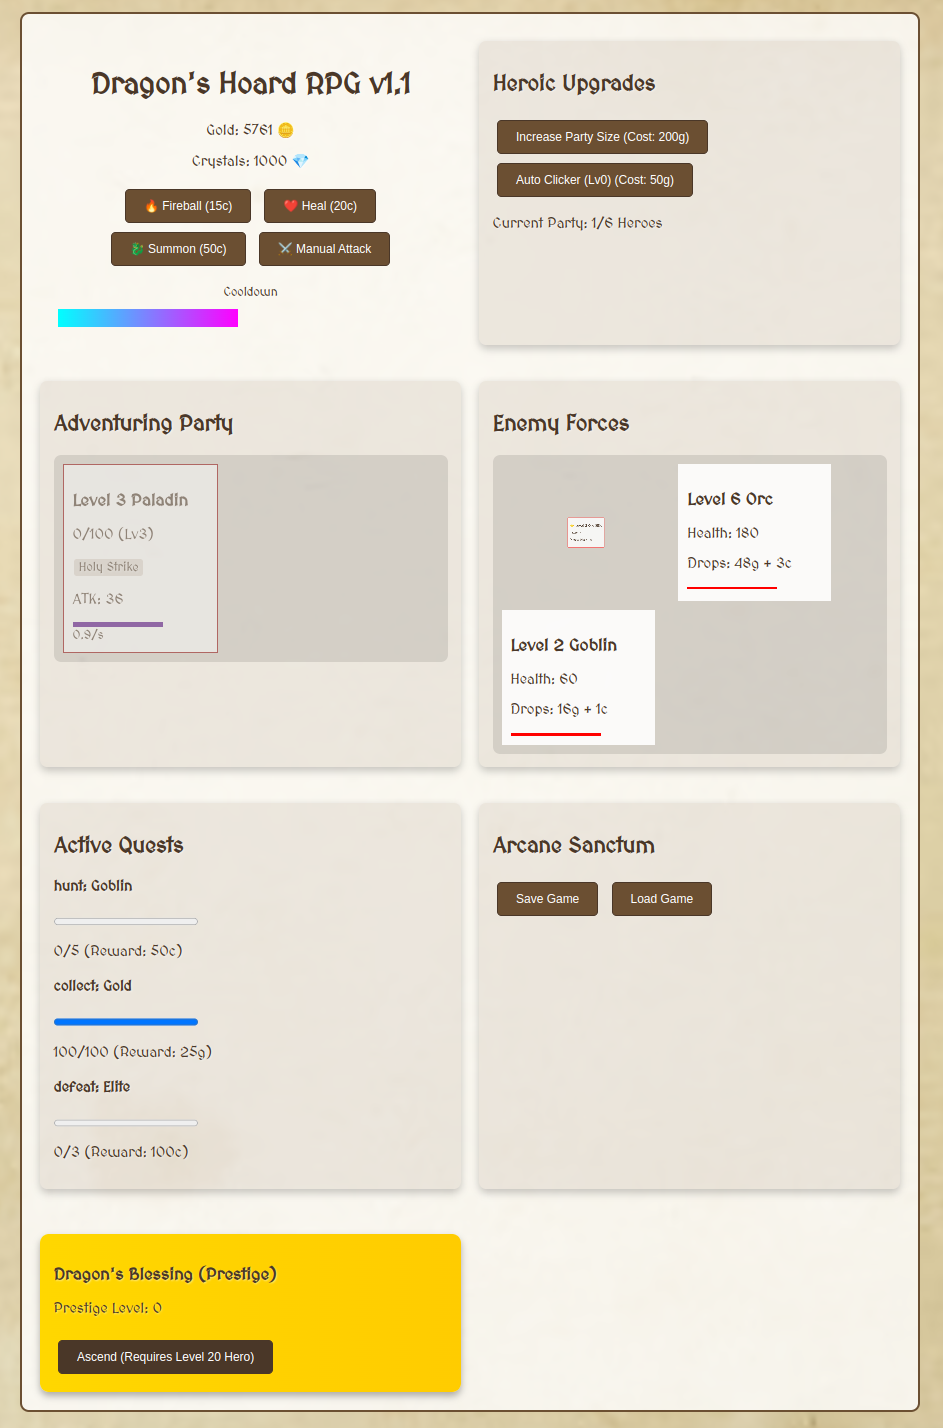 Dragon's Hoard RPG v1.1
Gold: 5761 🪙
Crystals: 1000 💎
🔥 Fireball (15c)
❤️ Heal (20c)
🐉 Summon (50c)
⚔️ Manual Attack
Cooldown
Heroic Upgrades
Increase Party Size (Cost: 200g)
Auto Clicker (Lv0) (Cost: 50g)
Current Party: 1/6 Heroes
Adventuring Party
Level 3 Paladin
0/100 (Lv3)
Holy Strike
ATK: 36
0.9/s
Enemy Forces
Level 6 Orc
Health: 180
Drops: 48g + 3c
Level 2 Goblin
Health: 60
Drops: 16g + 1c
Active Quests
hunt: Goblin
0/5 (Reward: 50c)
collect: Gold
100/100 (Reward: 25g)
defeat: Elite
0/3 (Reward: 100c)
Arcane Sanctum
Save Game
Load Game
Dragon's Blessing (Prestige)
Prestige Level: 0
Ascend (Requires Level 20 Hero)